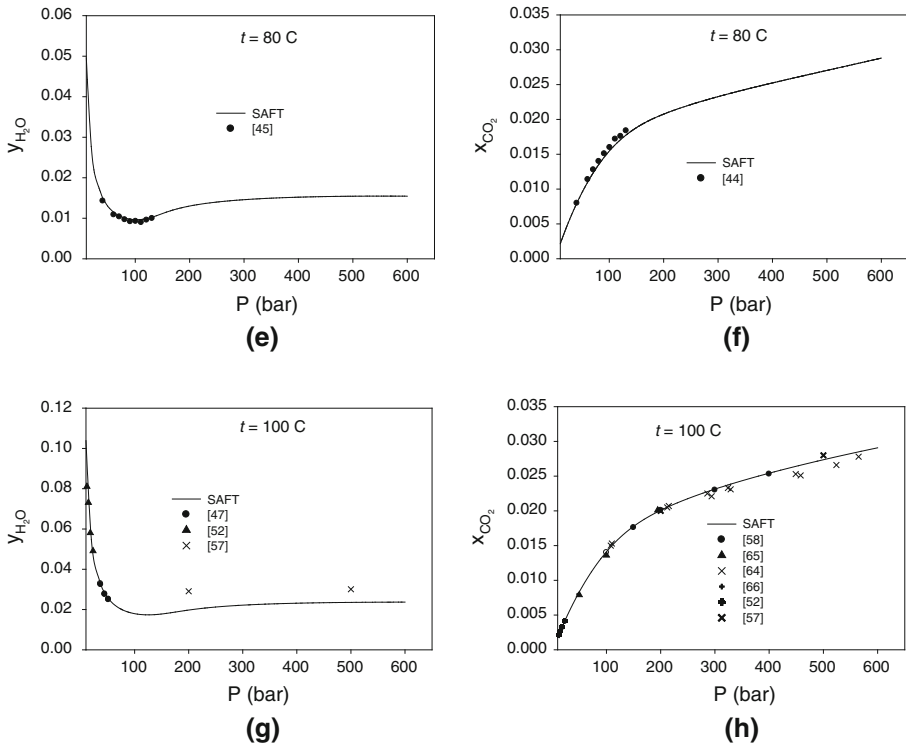 0.06
0.05
0.04
0.03
0.02
0.01
0.00
y_H₂O
t = 80 C
SAFT
[45]
100 200 300 400 500 600
P (bar)
(e)
0.035
0.030
0.025
0.020
0.015
0.010
0.005
0.000
x_CO₂
t = 80 C
SAFT
[44]
100 200 300 400 500 600
P (bar)
(f)
0.12
0.10
0.08
0.06
0.04
0.02
0.00
y_H₂O
t = 100 C
SAFT
[47]
[52]
[57]
100 200 300 400 500 600
P (bar)
(g)
0.035
0.030
0.025
0.020
0.015
0.010
0.005
0.000
x_CO₂
t = 100 C
SAFT
[58]
[65]
[64]
[66]
[52]
[57]
100 200 300 400 500 600
P (bar)
(h)